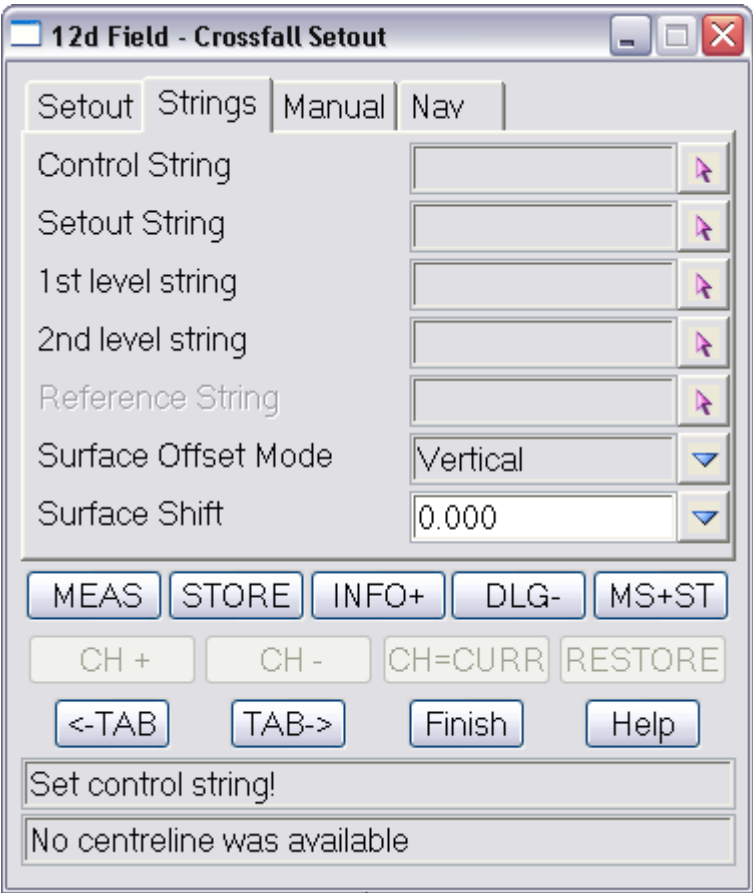 12d Field - Crossfall Setout
Setout Strings Manual Nav
Control String
Setout String
1st level string
2nd level string
Reference String
Surface Offset Mode Vertical
Surface Shift 0.000
MEAS STORE INFO+ DLG- MS+ST
CH + CH - CH=CURR RESTORE
<-TAB TAB-> Finish Help
Set control string!
No centreline was available